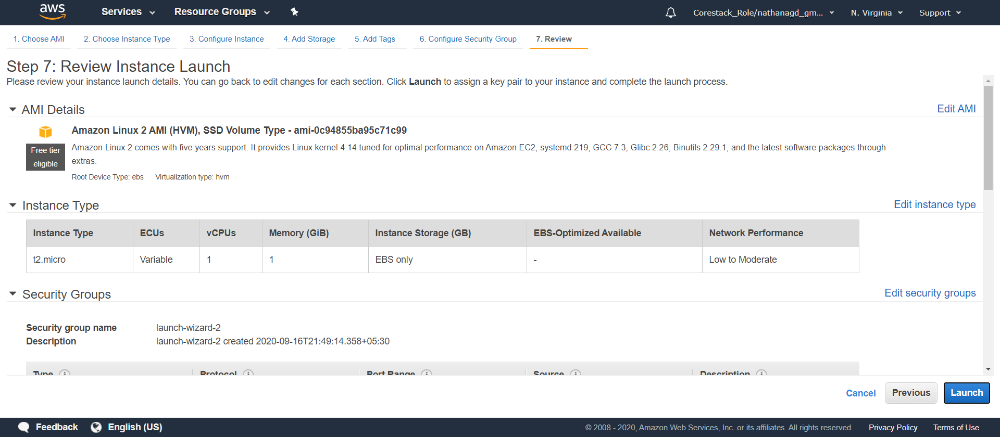 aws
Services
Resource Groups
Corestack_Role/nathanagd_gm...
N. Virginia
Support
1. Choose AMI
2. Choose Instance Type
3. Configure Instance
4. Add Storage
5. Add Tags
6. Configure Security Group
7. Review
Step 7: Review Instance Launch
Please review your instance launch details. You can go back to edit changes for each section. Click Launch to assign a key pair to your instance and complete the launch process.
AMI Details
Edit AMI
Amazon Linux 2 AMI (HVM), SSD Volume Type - ami-0c94855ba95c71c99
Free tier
eligible
Amazon Linux 2 comes with five years support. It provides Linux kernel 4.14 tuned for optimal performance on Amazon EC2, systemd 219, GCC 7.3, Glibc 2.26, Binutils 2.29.1, and the latest software packages through
extras.
Root Device Type: ebs Virtualization type: hvm
Instance Type
Edit instance type
Instance Type ECUs vCPUs Memory (GiB) Instance Storage (GB) EBS-Optimized Available Network Performance
t2.micro Variable 1 1 EBS only - Low to Moderate
Security Groups
Edit security groups
Security group name launch-wizard-2
Description launch-wizard-2 created 2020-09-16T21:49:14.358+05:30
Type Protocol Port Range Source Description
Cancel
Previous
Launch
Feedback
English (US)
© 2008 - 2020, Amazon Web Services, Inc. or its affiliates. All rights reserved.
Privacy Policy
Terms of Use